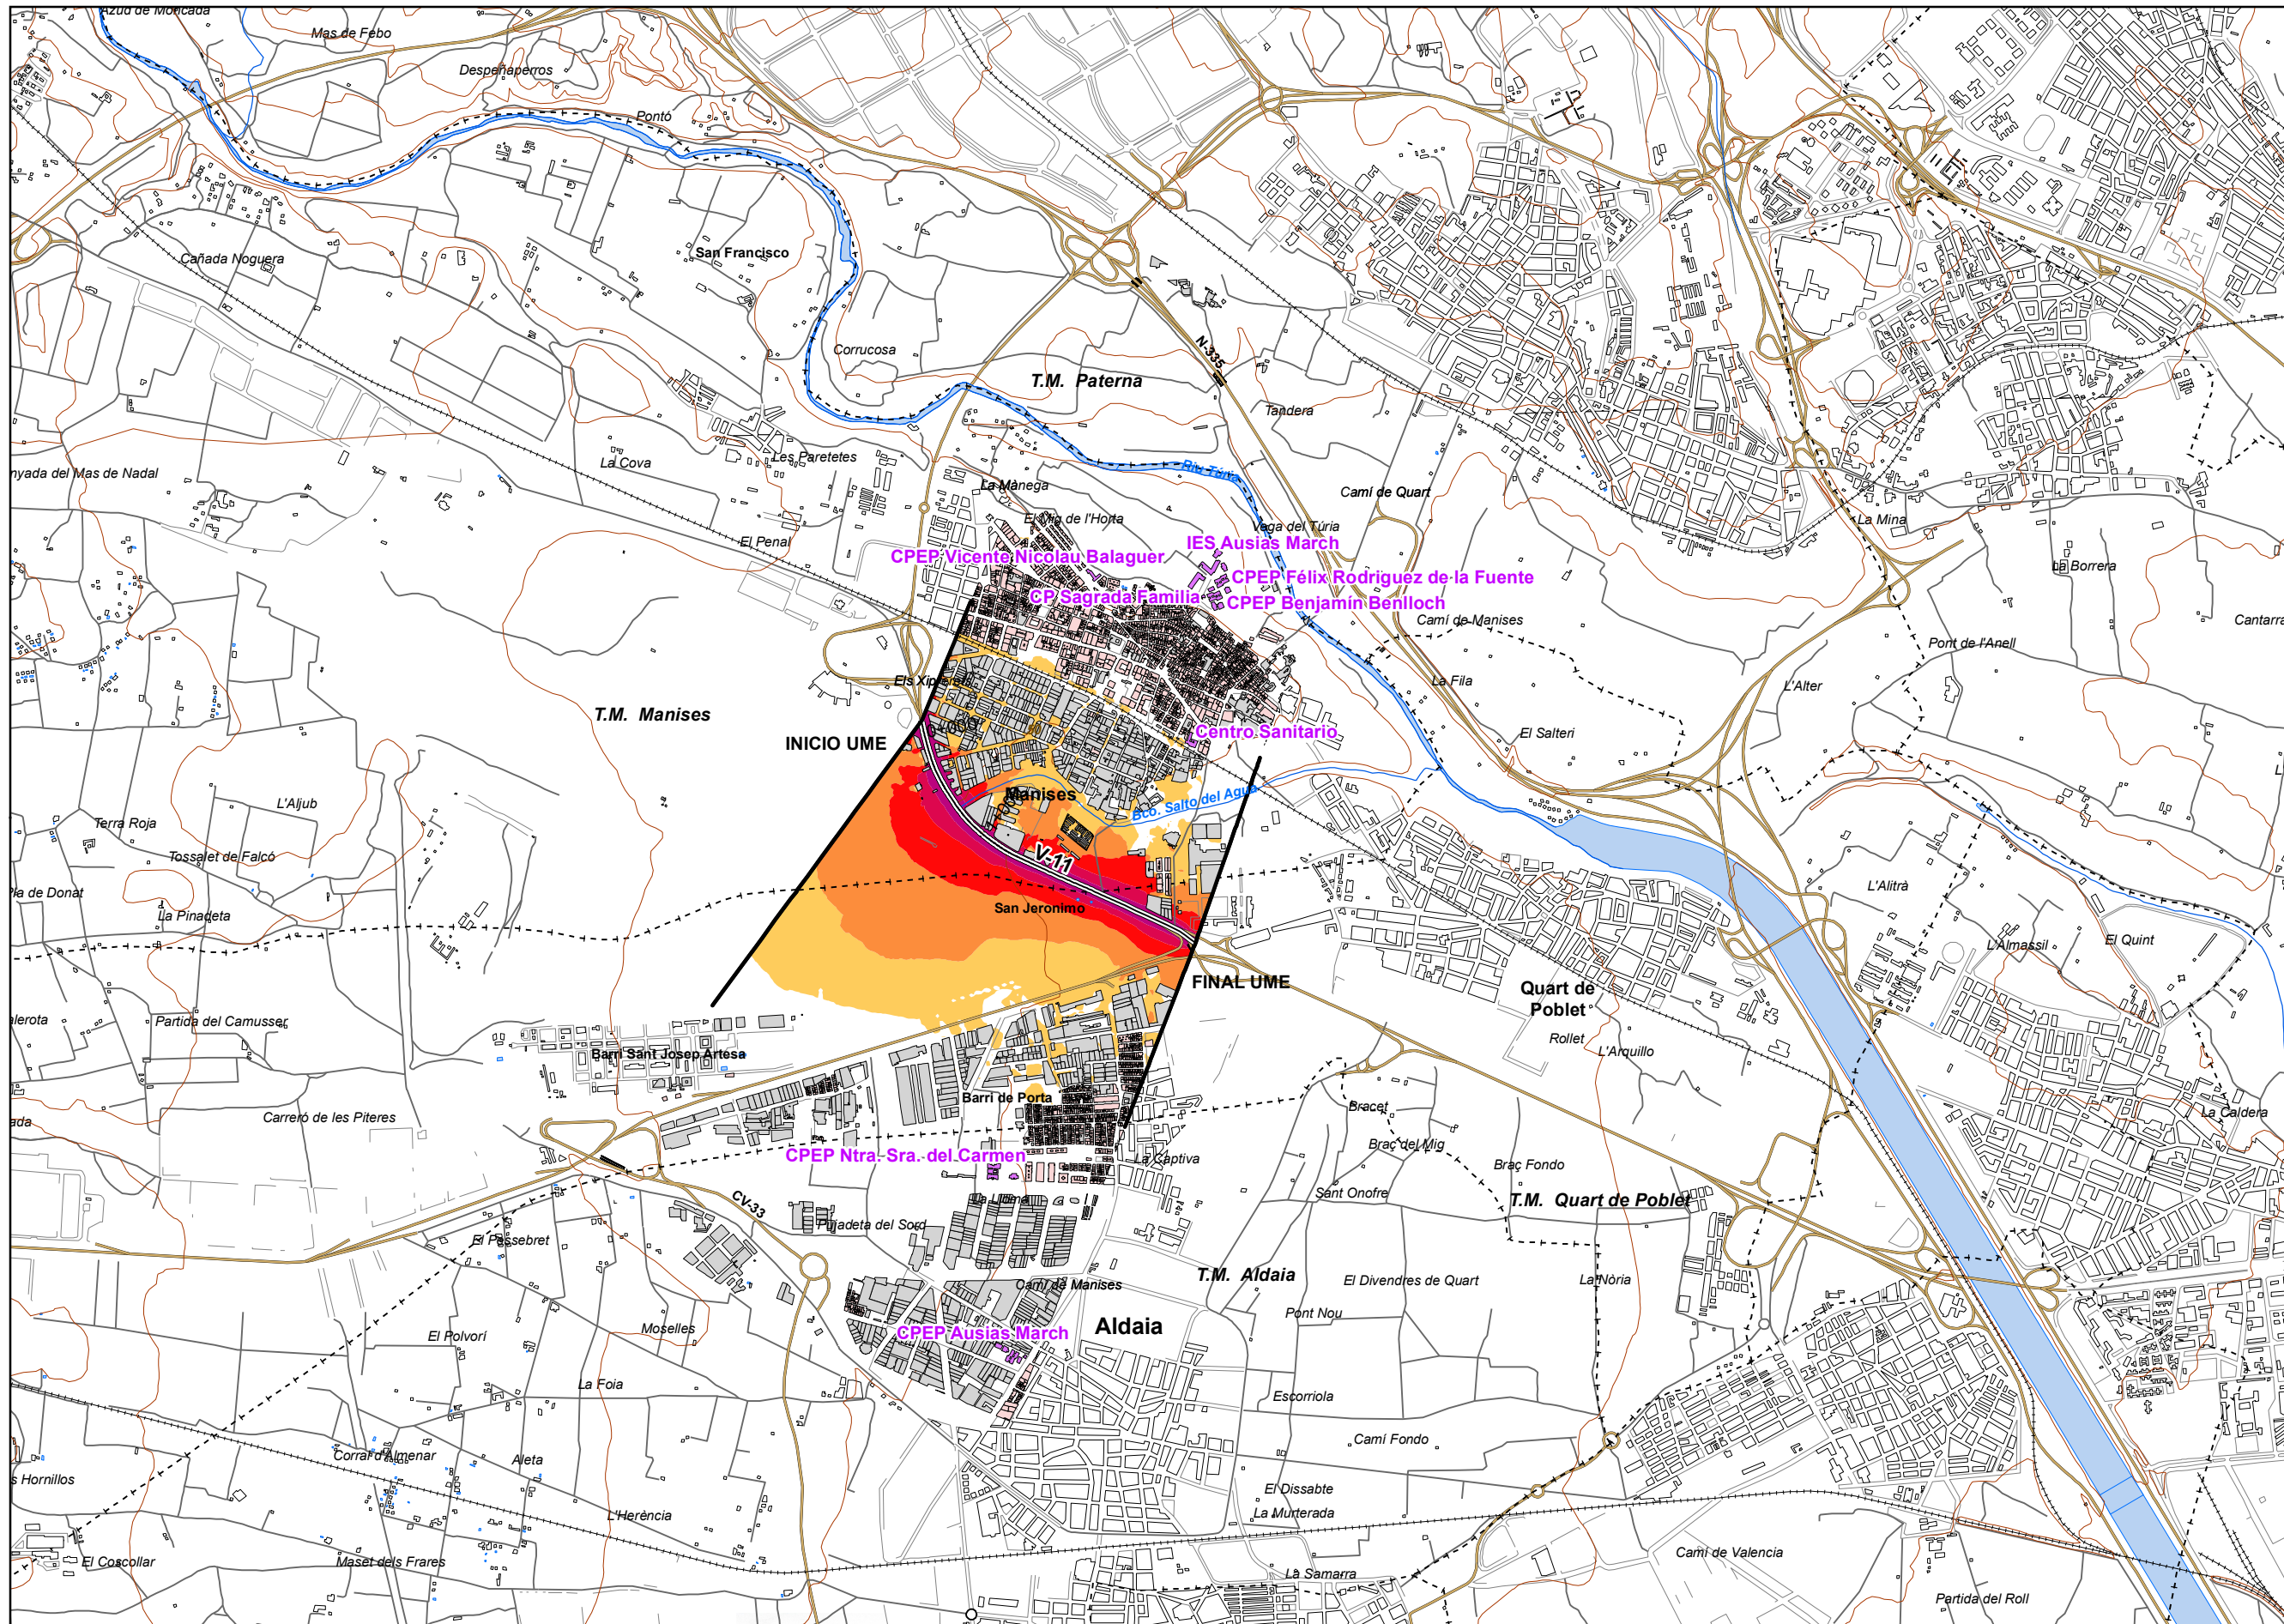 Azud de Moncada
Mas de Febo
Despeñaperros
Pontó
San Francisco
Cañada Noguera
Corrucosa
N-335
T.M. Paterna
Tandera
La Cova
Les Paretetes
nyada del Mas de Nadal
Riu Túria
La Mànega
Camí de Quart
El Mig de l'Horta
Vega del Túria
La Mina
El Penal
IES Ausias March
CPEP Vicente Nicolau Balaguer
La Borrera
CPEP Félix Rodríguez de la Fuente
CP Sagrada Familia
CPEP Benjamín Benlloch
Camí de Manises
Cantarra
Pont de l'Anell
Els Xiprerets
La Fila
L'Alter
T.M. Manises
Centro Sanitario
El Salteri
INICIO UME
L'Aljub
Manises
Bco. Salto del Agua
Terra Roja
Tossalet de Falcó
V-11
Pla de Donat
L'Alitrà
La Pinadeta
San Jeronimo
L'Almassil
El Quint
FINAL UME
Quart de
Poblet
alerota
Partida del Camusser
Rollet
Barri Sant Josep Artesa
L'Arquillo
Barri de Porta
Bracet
La Caldera
ada
Carreró de les Piteres
Braç del Mig
CPEP Ntra. Sra. del Carmen
La Captiva
Braç Fondo
Sant Onofre
T.M. Quart de Poblet
La Lloma
CV-33
Pujadeta del Sord
El Pessebret
T.M. Aldaia
El Divendres de Quart
La Nòria
Camí de Manises
Pont Nou
El Polvorí
Moselles
CPEP Ausias March
Aldaia
La Foia
Escorriola
Camí Fondo
Corral d'Almenar
Aleta
s Hornillos
El Dissabte
L'Herència
La Murterada
El Coscollar
Maset dels Frares
Camí de Valencia
La Samarra
Partida del Roll